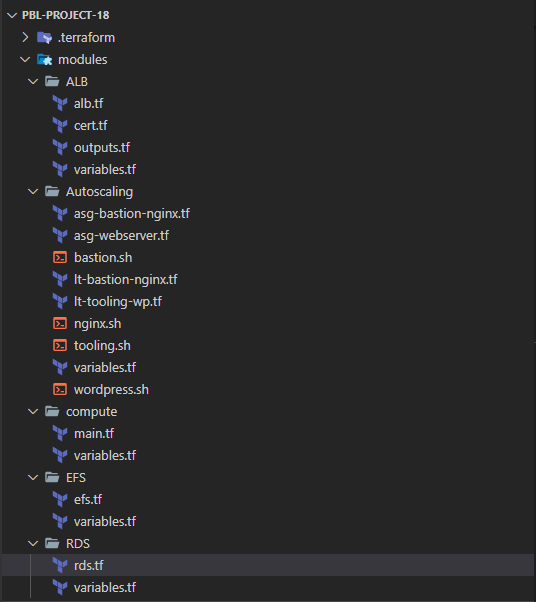 PBL-PROJECT-18
.terraform
modules
ALB
alb.tf
cert.tf
outputs.tf
variables.tf
Autoscaling
asg-bastion-nginx.tf
asg-webserver.tf
bastion.sh
lt-bastion-nginx.tf
lt-tooling-wp.tf
nginx.sh
tooling.sh
variables.tf
wordpress.sh
compute
main.tf
variables.tf
EFS
efs.tf
variables.tf
RDS
rds.tf
variables.tf